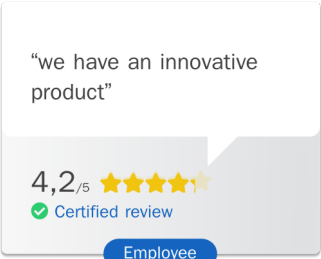 “we have an innovative
product”
4,2/5
Certified review
Employee